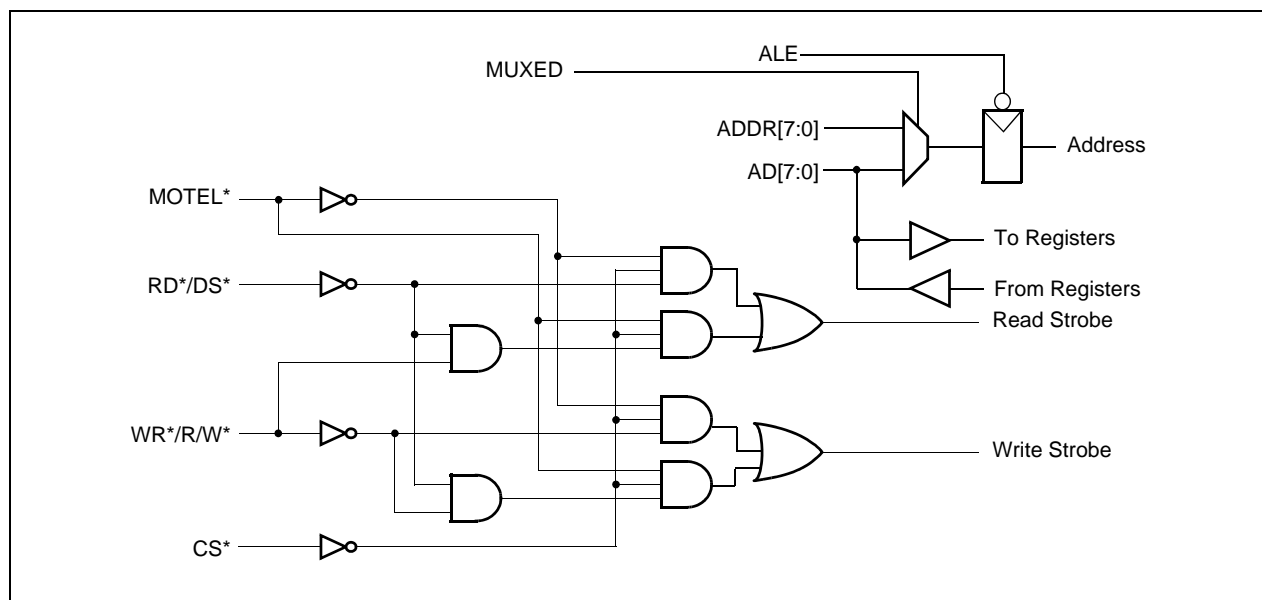 ALE
MUXED
ADDR[7:0]
AD[7:0]
Address
MOTEL*
To Registers
RD*/DS*
From Registers
Read Strobe
WR*/R/W*
Write Strobe
CS*